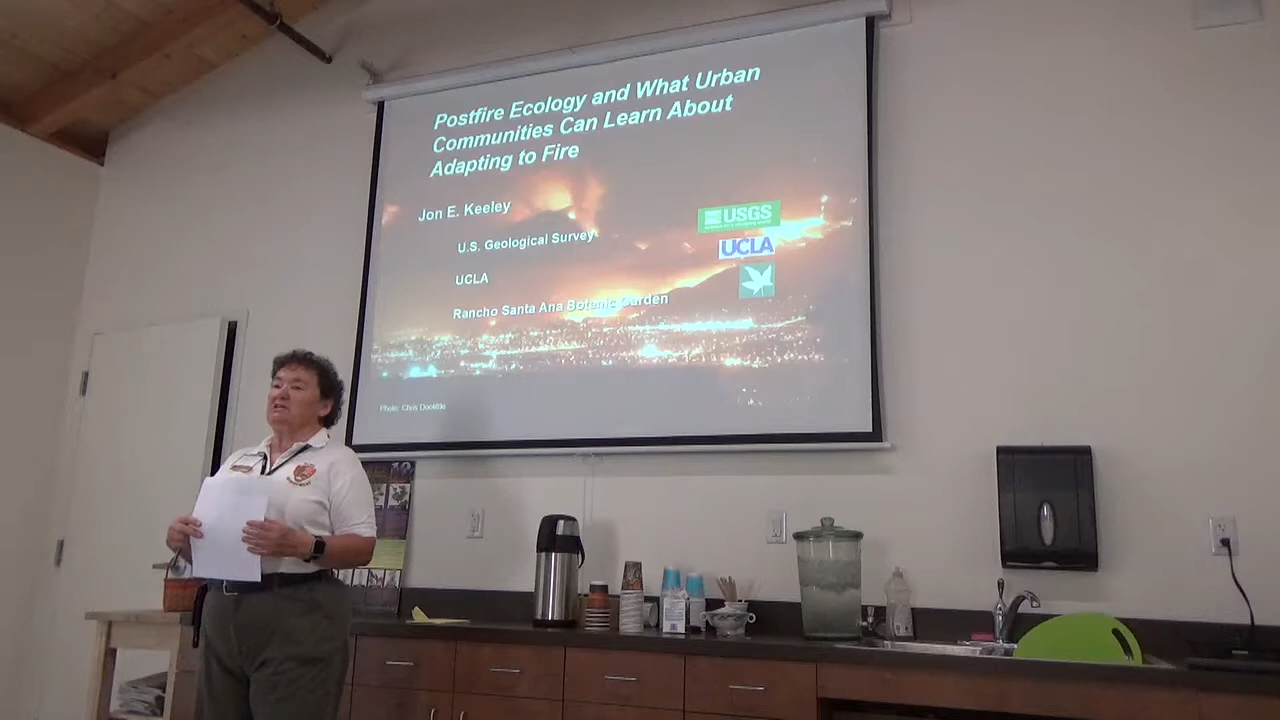 Postfire Ecology and What Urban
Communities Can Learn About
Adapting to Fire
Jon E. Keeley
U.S. Geological Survey
UCLA
Rancho Santa Ana Botanic Garden
USGS
UCLA
Photo: Chris Doolittle